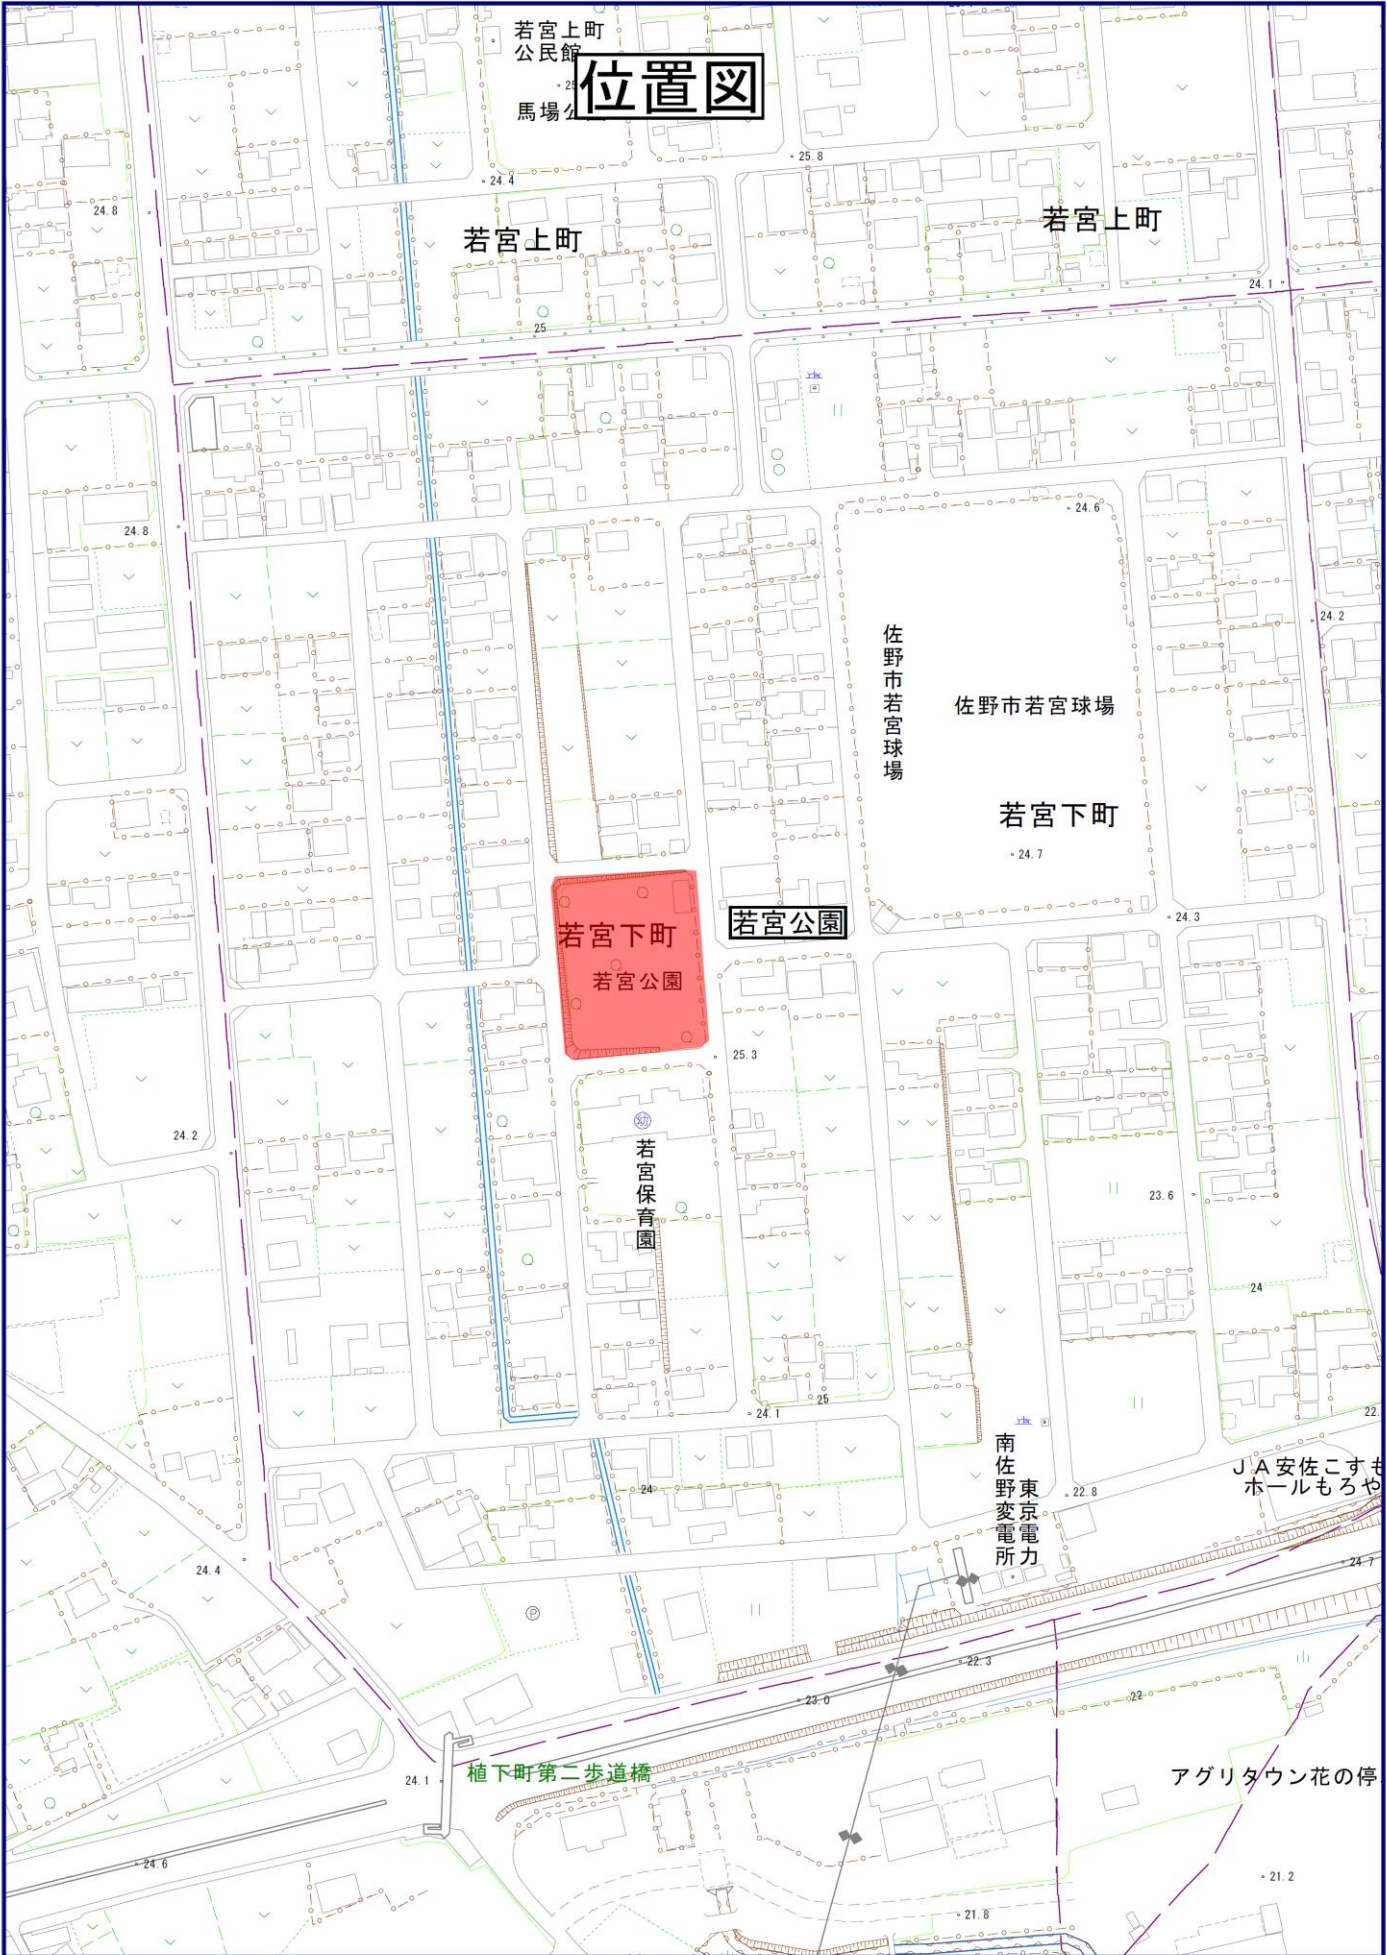 若宮上町
公民館
位置図
25
馬場公
25.8
24.4
24.8
若宮上町
若宮上町
24.1
25
24.6
24.8
24.2
佐野市若宮球場
佐野市若宮球場
若宮下町
24.7
若宮下町
若宮公園
24.3
若宮公園
25.3
幼
24.2
若宮保育園
23.6
24
25
24.1
22.
南佐野変電所
東京電力
JA安佐こすも
ホールもろや
24
22.8
24.4
24.7
P
22.3
22
23.0
植下町第二歩道橋
24.1
アグリタウン花の停
24.6
21.2
21.8